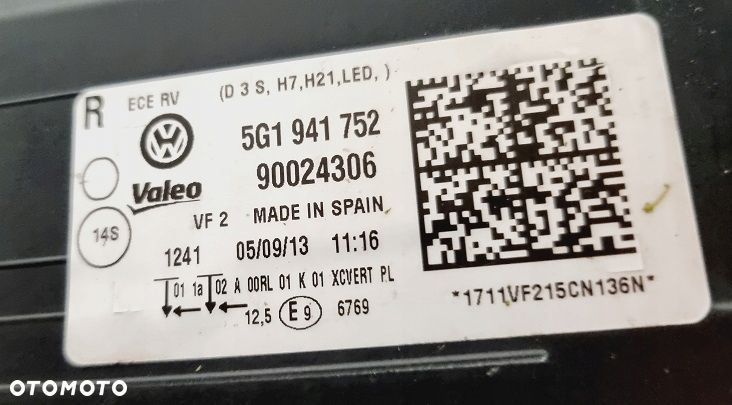 R ECE RV (D 3 S, H7,H21,LED, )
5G1 941 752
90024306
Valeo
VF 2 MADE IN SPAIN
14S
1241 05/09/13 11:16
01 1a 02 A 00RL 01 K 01 XCVERT PL
12,5 E9 6769
*1711VF215CN136N*
OTOMOTO